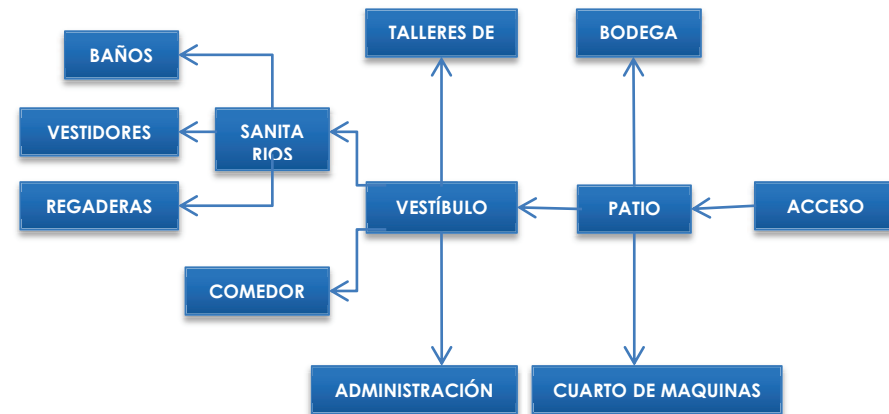 TALLERES DE
BODEGA
BAÑOS
VESTIDORES
SANITA
RIOS
REGADERAS
VESTÍBULO
PATIO
ACCESO
COMEDOR
ADMINISTRACIÓN
CUARTO DE MAQUINAS